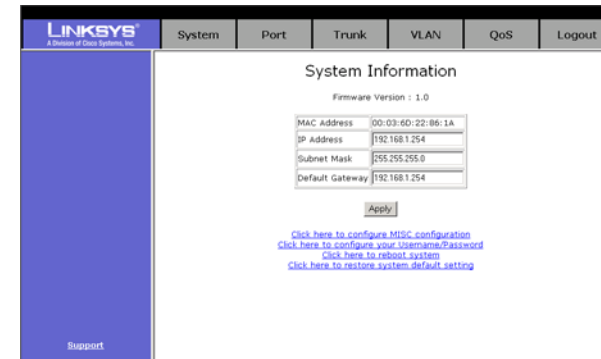 LINKSYS®
A Division of Cisco Systems, Inc.
System Port Trunk VLAN QoS Logout
System Information
Firmware Version : 1.0
MAC Address 00:03:6D:22:86:1A
IP Address 192.168.1.254
Subnet Mask 255.255.255.0
Default Gateway 192.168.1.254
Apply
Click here to configure MISC configuration
Click here to configure your Username/Password
Click here to reboot system
Click here to restore system default setting
Support